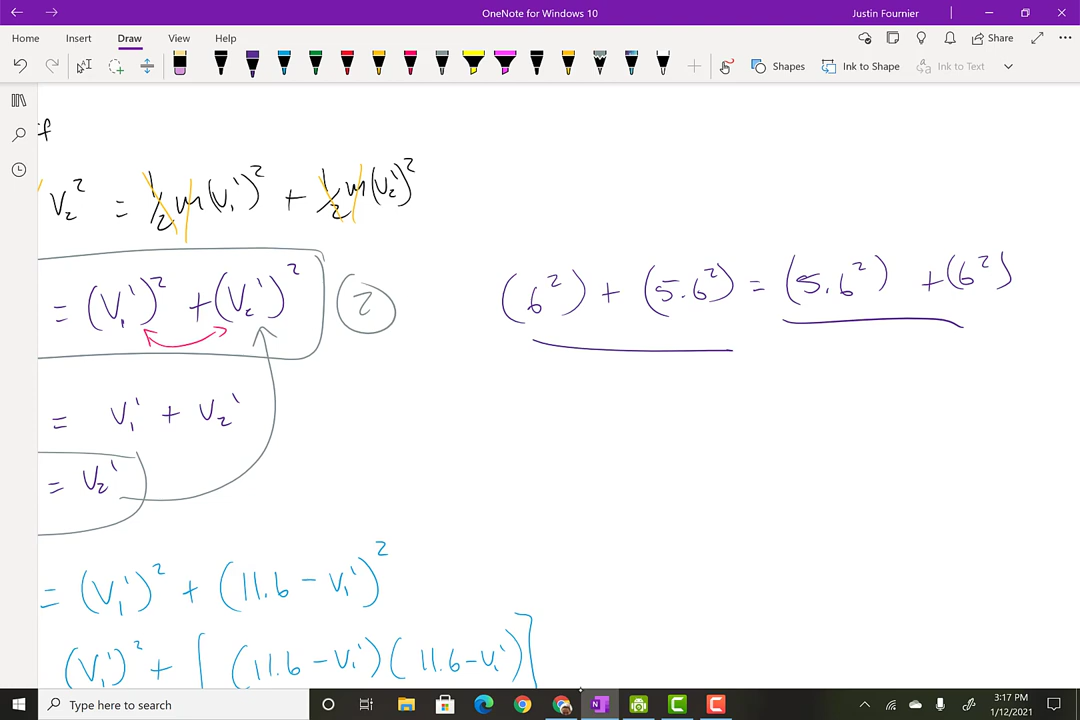 OneNote for Windows 10
Justin Fournier
Home Insert Draw View Help
Share
Shapes
Ink to Shape
Ink to Text
if
V₂² = ½m(V₁')² + ½m(V₂')²
= (V₁')² + (V₂')² ②
(6²) + (5.6²) = (5.6²) + (6²)
= V₁' + V₂'
= V₂'
= (V₁')² + (11.6 - V₁')²
(V₁')² + [(11.6 - V₁')(11.6 - V₁')]
Type here to search
3:17 PM
1/12/2021